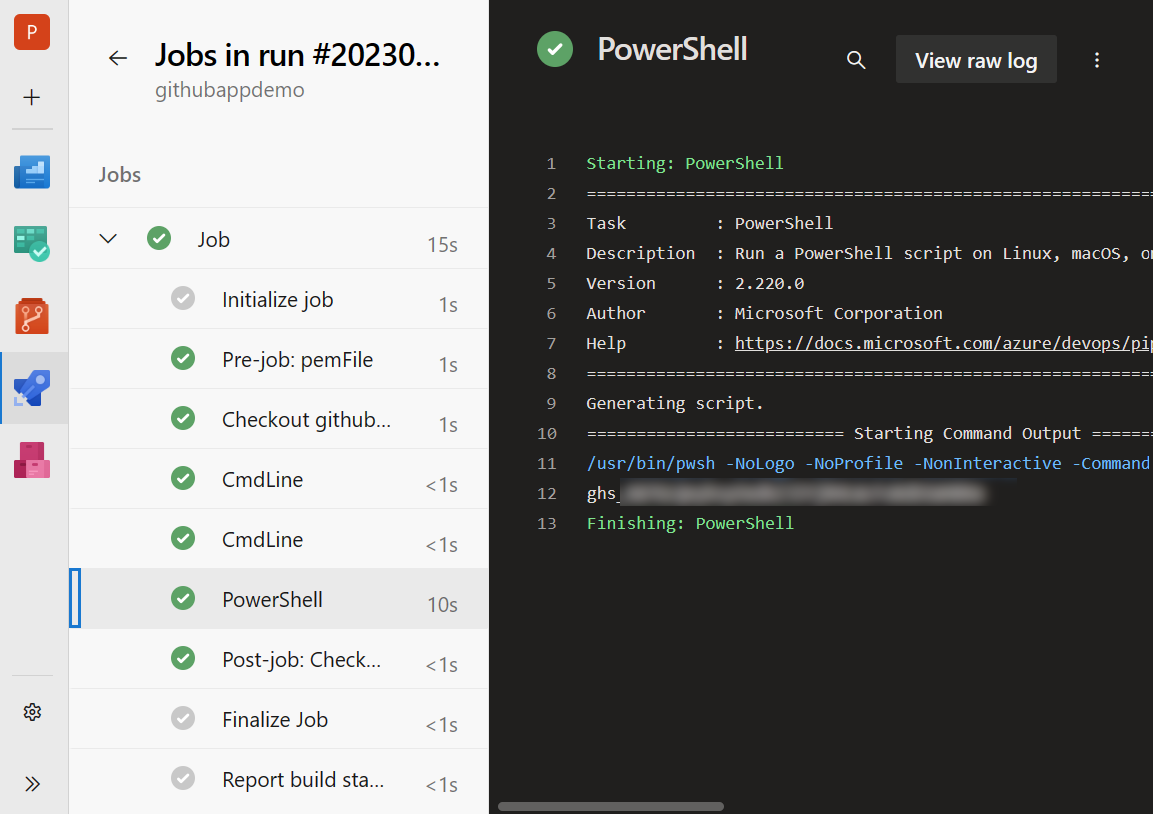 P
Jobs in run #20230...
githubappdemo
Jobs
Job 15s
Initialize job 1s
Pre-job: pemFile 1s
Checkout github... 1s
CmdLine <1s
CmdLine <1s
PowerShell 10s
Post-job: Check... <1s
Finalize Job <1s
Report build sta... <1s
PowerShell
View raw log
1 Starting: PowerShell
2 ==========================================================
3 Task : PowerShell
4 Description : Run a PowerShell script on Linux, macOS, or
5 Version : 2.220.0
6 Author : Microsoft Corporation
7 Help : https://docs.microsoft.com/azure/devops/pip
8 ==========================================================
9 Generating script.
10 ========================== Starting Command Output =======
11 /usr/bin/pwsh -NoLogo -NoProfile -NonInteractive -Command
12 ghs_
13 Finishing: PowerShell